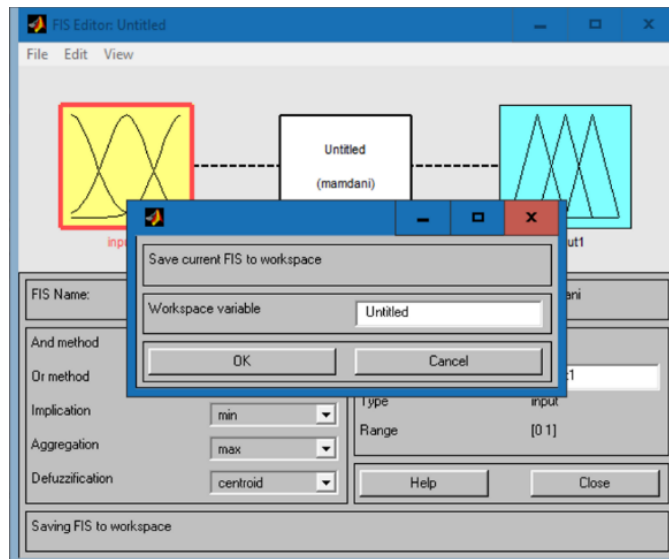 FIS Editor: Untitled
File Edit View
Untitled
(mamdani)
Save current FIS to workspace
Workspace variable Untitled
OK Cancel
FIS Name:
And method
Or method
Implication min
Aggregation max
Defuzzification centroid
Type input
Range [0 1]
Help Close
Saving FIS to workspace